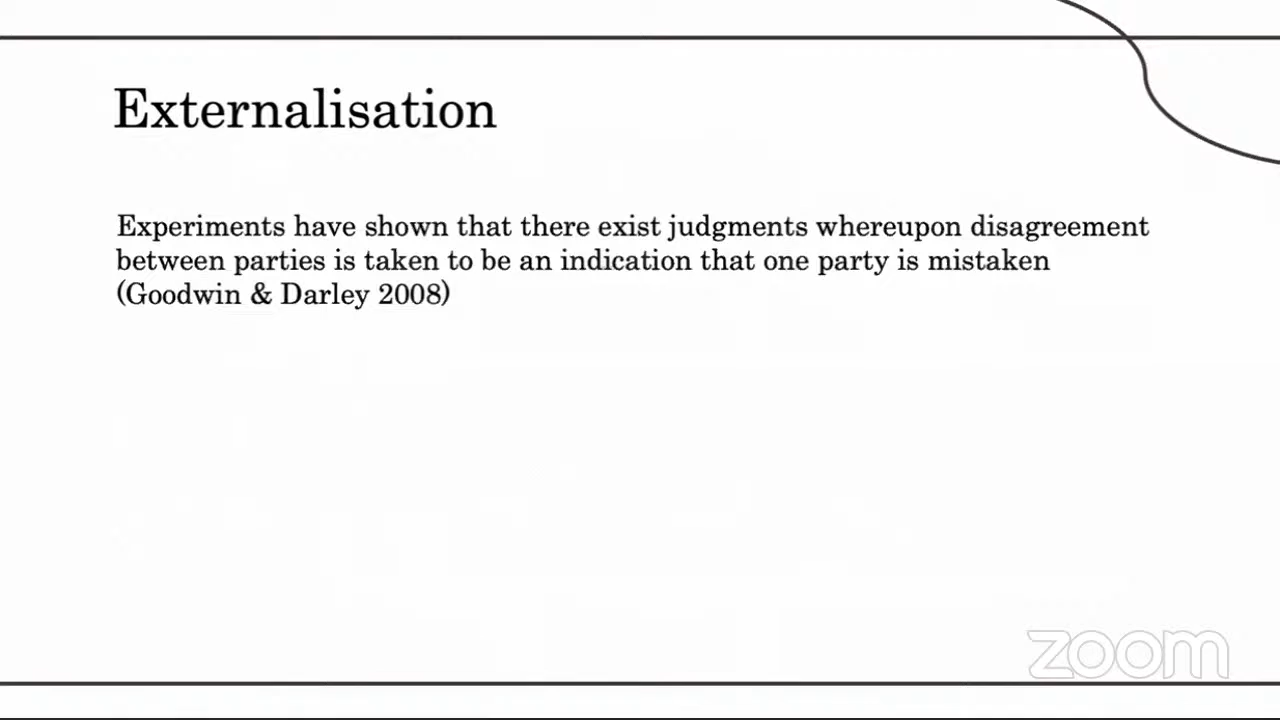 Externalisation
Experiments have shown that there exist judgments whereupon disagreement
between parties is taken to be an indication that one party is mistaken
(Goodwin & Darley 2008)
zoom